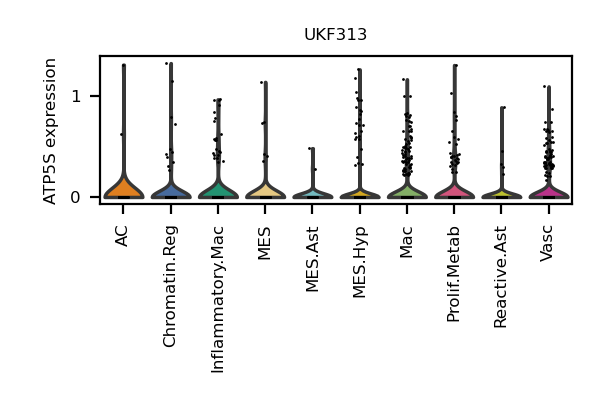 UKF313
ATP5S expression
1
0
AC
Chromatin.Reg
Inflammatory.Mac
MES
MES.Ast
MES.Hyp
Mac
Prolif.Metab
Reactive.Ast
Vasc